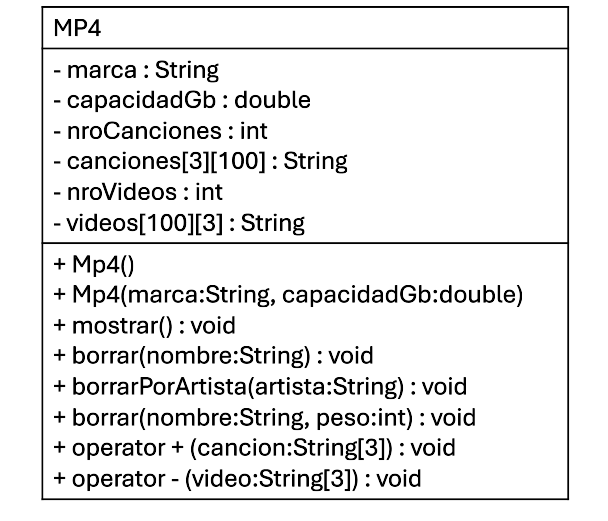 MP4
- marca : String
- capacidadGb : double
- nroCanciones : int
- canciones[3][100] : String
- nroVideos : int
- videos[100][3] : String
+ Mp4()
+ Mp4(marca:String, capacidadGb:double)
+ mostrar() : void
+ borrar(nombre:String) : void
+ borrarPorArtista(artista:String) : void
+ borrar(nombre:String, peso:int) : void
+ operator + (cancion:String[3]) : void
+ operator - (video:String[3]) : void